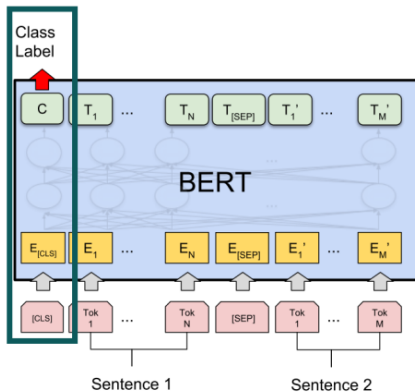 Class
Label
C T1 ... TN T[SEP] T1' ... TM'
...
BERT
...
E[CLS] E1 ... EN E[SEP] E1' ... EM'
[CLS] Tok 1 ... Tok N [SEP] Tok 1 ... Tok M
Sentence 1 Sentence 2